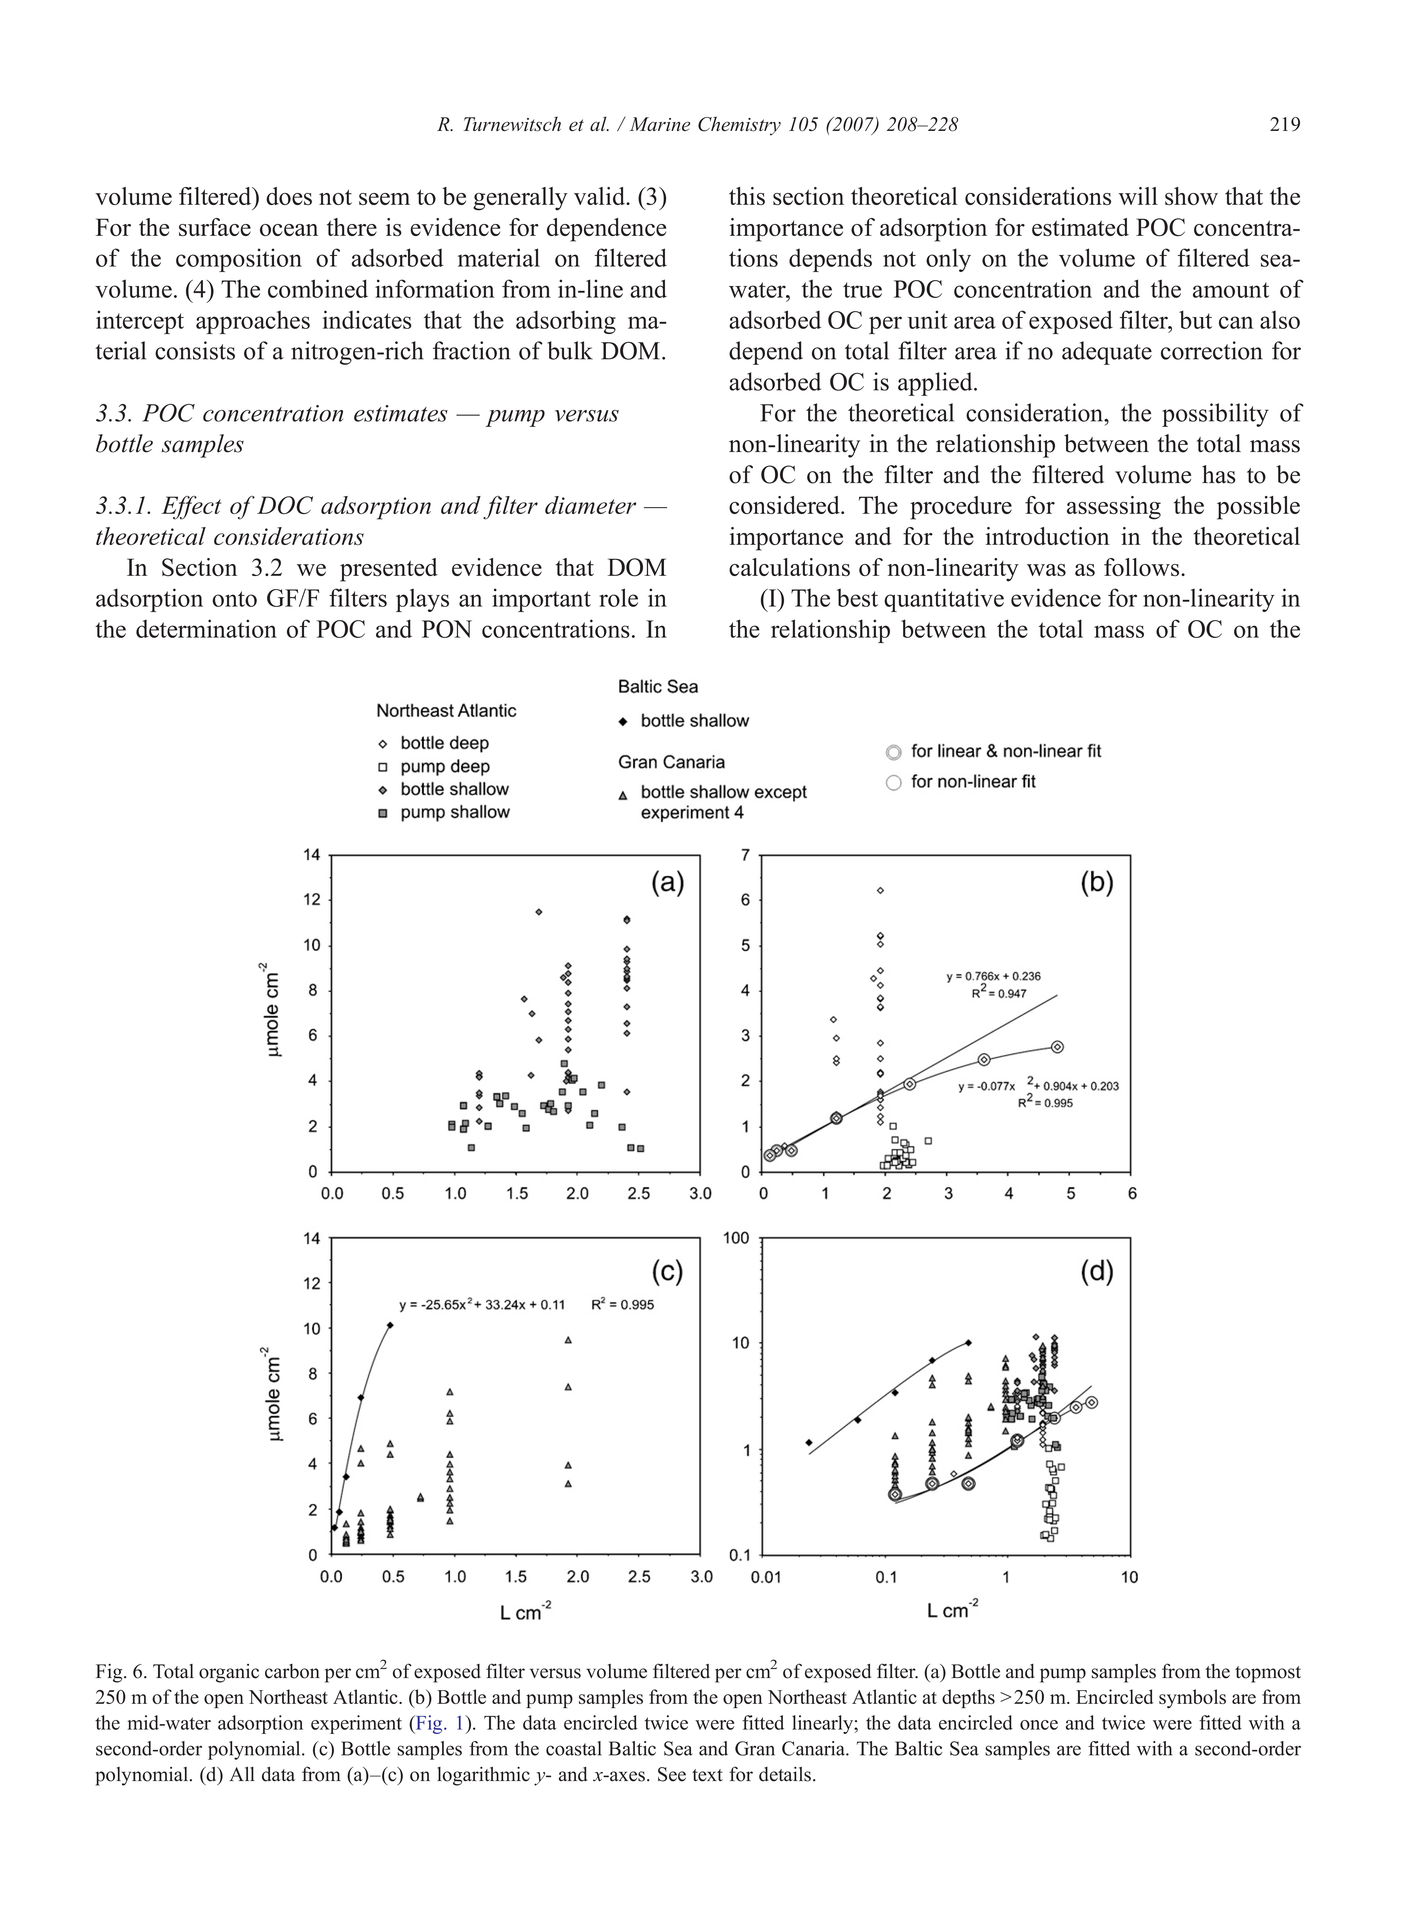 R. Turnewitsch et al. / Marine Chemistry 105 (2007) 208–228
219
volume filtered) does not seem to be generally valid. (3)
For the surface ocean there is evidence for dependence
of the composition of adsorbed material on filtered
volume. (4) The combined information from in-line and
intercept approaches indicates that the adsorbing ma-
terial consists of a nitrogen-rich fraction of bulk DOM.
3.3. POC concentration estimates — pump versus
bottle samples
3.3.1. Effect of DOC adsorption and filter diameter —
theoretical considerations
In Section 3.2 we presented evidence that DOM
adsorption onto GF/F filters plays an important role in
the determination of POC and PON concentrations. In
this section theoretical considerations will show that the
importance of adsorption for estimated POC concentra-
tions depends not only on the volume of filtered sea-
water, the true POC concentration and the amount of
adsorbed OC per unit area of exposed filter, but can also
depend on total filter area if no adequate correction for
adsorbed OC is applied.
For the theoretical consideration, the possibility of
non-linearity in the relationship between the total mass
of OC on the filter and the filtered volume has to be
considered. The procedure for assessing the possible
importance and for the introduction in the theoretical
calculations of non-linearity was as follows.
(I) The best quantitative evidence for non-linearity in
the relationship between the total mass of OC on the
Northeast Atlantic
bottle deep
pump deep
bottle shallow
pump shallow
Baltic Sea
bottle shallow
Gran Canaria
bottle shallow except
experiment 4
for linear & non-linear fit
for non-linear fit
14
12
10
8
6
4
2
0
µmole cm-2
(a)
0.0 0.5 1.0 1.5 2.0 2.5 3.0
7
6
5
4
3
2
1
0
(b)
y = 0.766x + 0.236
R2 = 0.947
y = -0.077x2 + 0.904x + 0.203
R2 = 0.995
0 1 2 3 4 5 6
14
12
10
8
6
4
2
0
µmole cm-2
(c)
y = -25.65x2 + 33.24x + 0.11 R2 = 0.995
0.0 0.5 1.0 1.5 2.0 2.5 3.0
L cm-2
100
10
1
0.1
(d)
0.01 0.1 1 10
L cm-2
Fig. 6. Total organic carbon per cm2 of exposed filter versus volume filtered per cm2 of exposed filter. (a) Bottle and pump samples from the topmost
250 m of the open Northeast Atlantic. (b) Bottle and pump samples from the open Northeast Atlantic at depths >250 m. Encircled symbols are from
the mid-water adsorption experiment (Fig. 1). The data encircled twice were fitted linearly; the data encircled once and twice were fitted with a
second-order polynomial. (c) Bottle samples from the coastal Baltic Sea and Gran Canaria. The Baltic Sea samples are fitted with a second-order
polynomial. (d) All data from (a)–(c) on logarithmic y- and x-axes. See text for details.